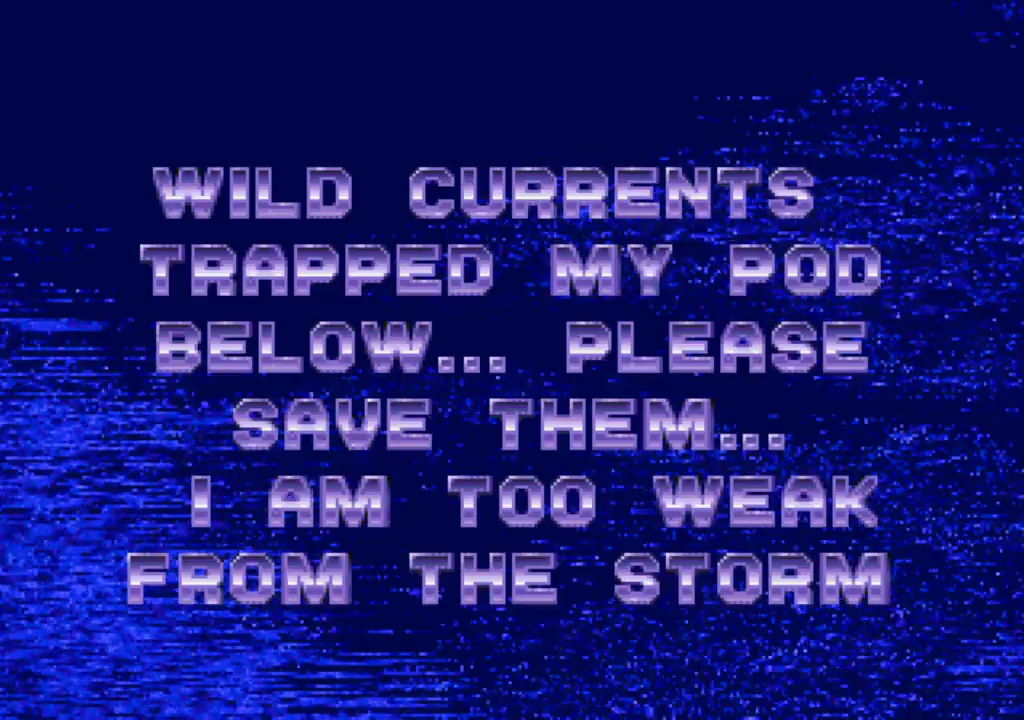 WILD CURRENTS
TRAPPED MY POD
BELOW... PLEASE
SAVE THEM...
I AM TOO WEAK
FROM THE STORM